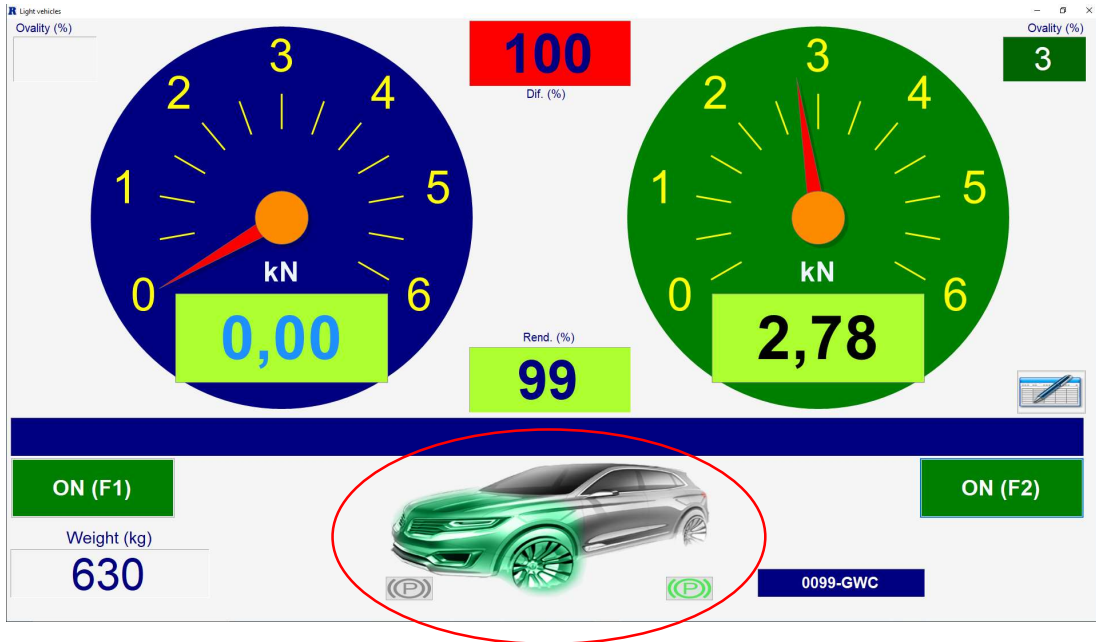 R Light vehicles
Ovality (%)
100
Dif. (%)
Ovality (%)
3
0
1
2
3
4
5
6
kN
0,00
0
1
2
3
4
5
6
kN
2,78
Rend. (%)
99
ON (F1)
ON (F2)
Weight (kg)
630
(P)
(P)
0099-GWC